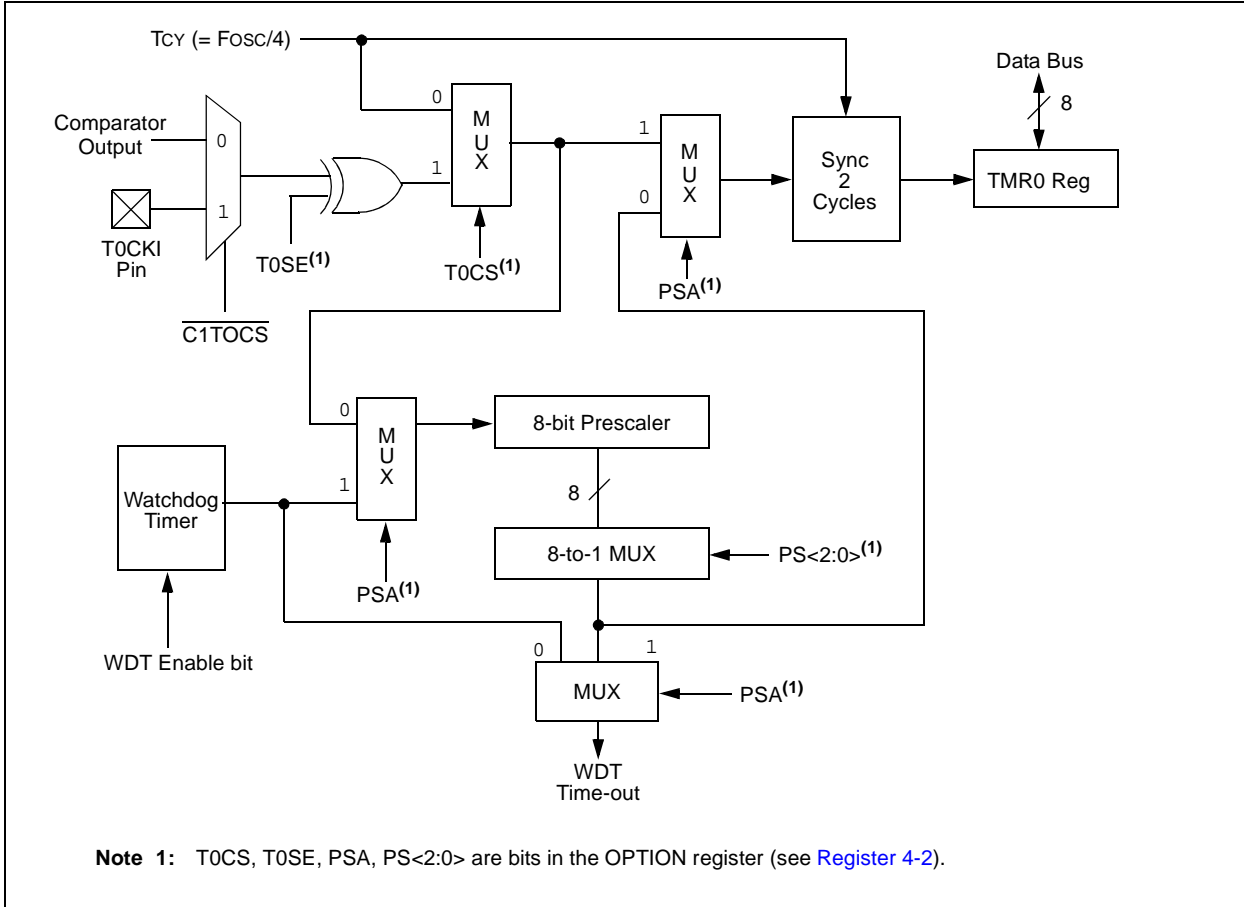 TCY (= FOSC/4)
Data Bus
8
Comparator
Output
0
1
T0CKI
Pin
C1TOCS
T0SE(1)
0
1
M
U
X
T0CS(1)
1
0
M
U
X
PSA(1)
Sync
2
Cycles
TMR0 Reg
0
1
M
U
X
PSA(1)
8-bit Prescaler
8
Watchdog
Timer
WDT Enable bit
8-to-1 MUX
PS<2:0>(1)
0
1
MUX
PSA(1)
WDT
Time-out
Note 1: T0CS, T0SE, PSA, PS<2:0> are bits in the OPTION register (see Register 4-2).